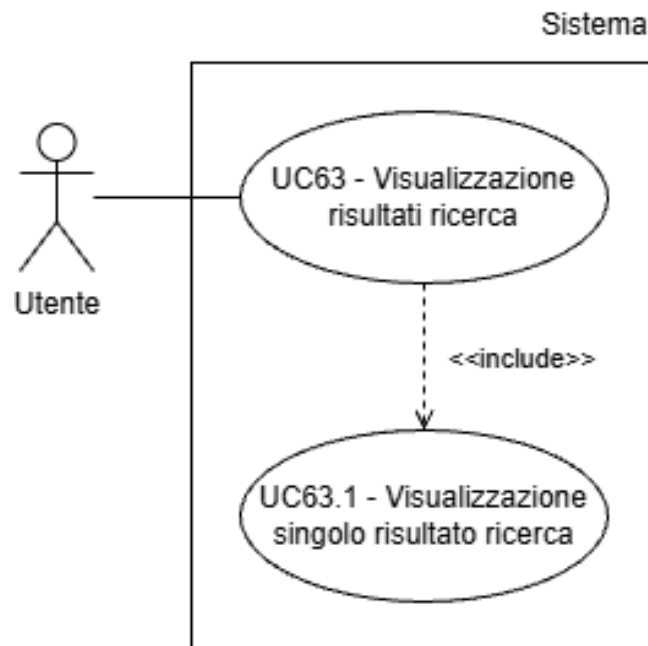 Sistema
UC63 - Visualizzazione
risultati ricerca
Utente
<<include>>
UC63.1 - Visualizzazione
singolo risultato ricerca